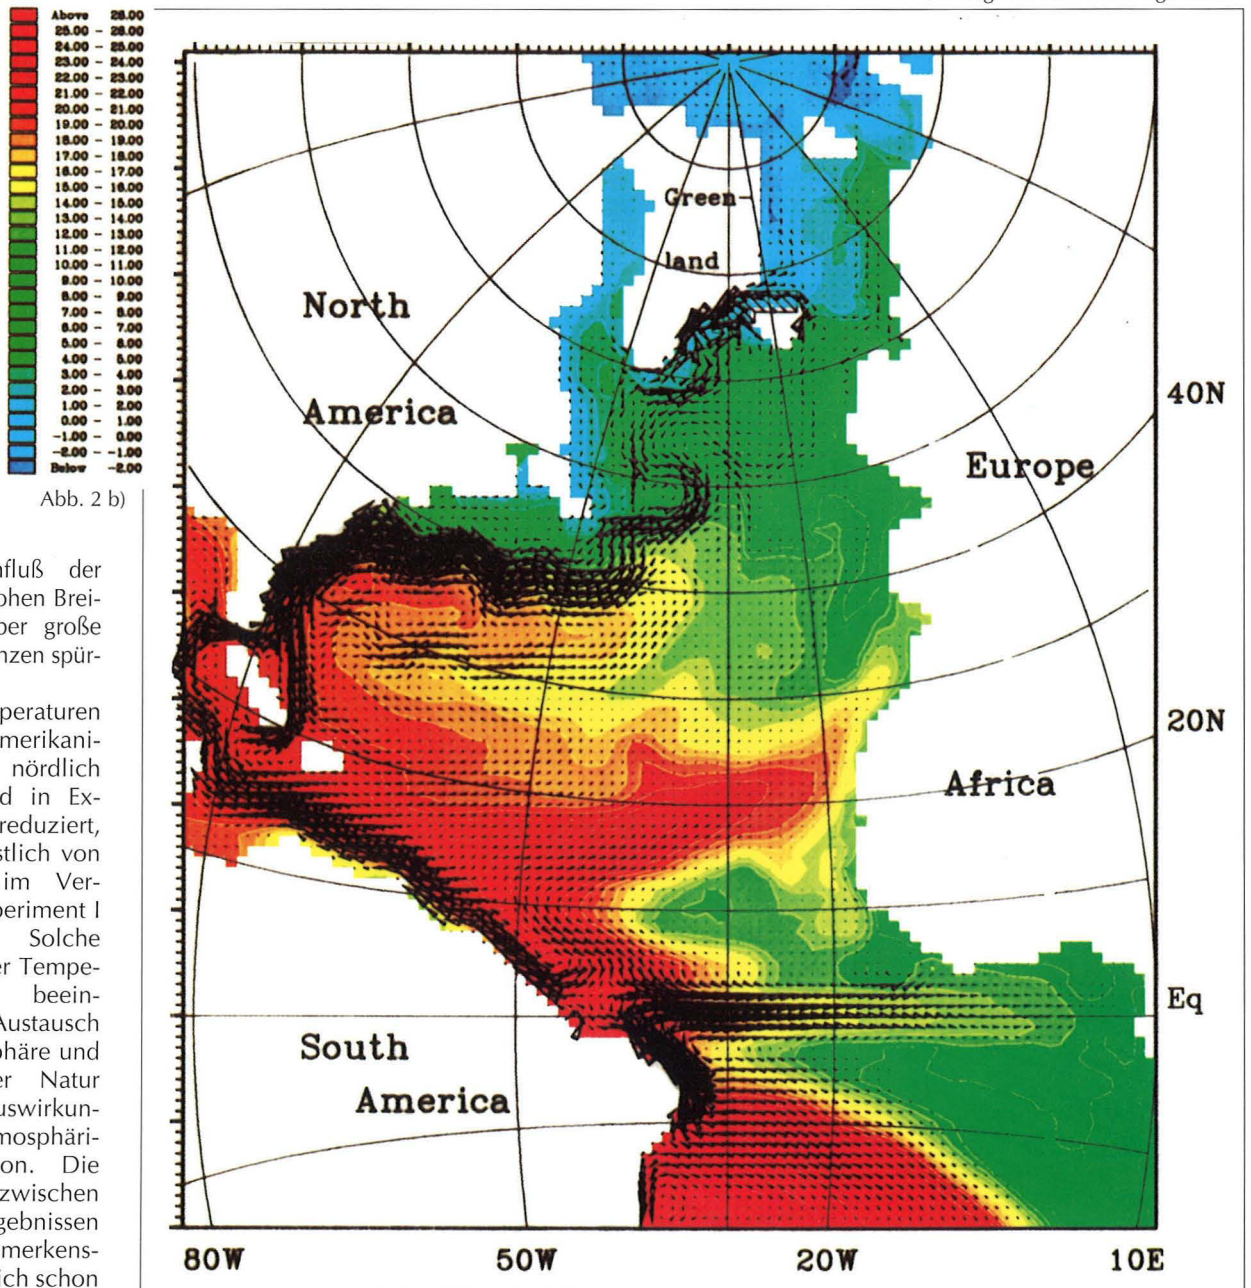 Above 26.00
25.00 - 26.00
24.00 - 25.00
23.00 - 24.00
22.00 - 23.00
21.00 - 22.00
20.00 - 21.00
19.00 - 20.00
18.00 - 19.00
17.00 - 18.00
16.00 - 17.00
15.00 - 16.00
14.00 - 15.00
13.00 - 14.00
12.00 - 13.00
11.00 - 12.00
10.00 - 11.00
9.00 - 10.00
8.00 - 9.00
7.00 - 8.00
6.00 - 7.00
5.00 - 6.00
4.00 - 5.00
3.00 - 4.00
2.00 - 3.00
1.00 - 2.00
0.00 - 1.00
-1.00 - 0.00
-2.00 - -1.00
Below -2.00
Abb. 2 b)
nfluß der
ohen Brei-
ber große
nzen spür-
peraturen
merikani-
nördlich
d in Ex-
reduziert,
stlich von
im Ver-
periment I
Solche
er Tempe-
beein-
Austausch
phäre und
er Natur
uswirkun-
mosphäri-
on. Die
zwischen
gebnissen
merkens-
ich schon
Green-
land
North
America
Europe
Africa
South
America
40N
20N
Eq
80W 50W 20W 10E